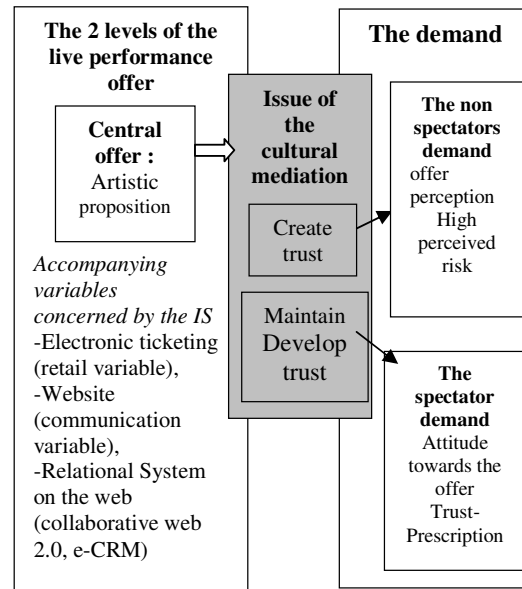 The 2 levels of the
live performance
offer
Central
offer :
Artistic
proposition
Accompanying
variables
concerned by the IS
-Electronic ticketing
(retail variable),
-Website
(communication
variable),
-Relational System
on the web
(collaborative web
2.0, e-CRM)
Issue of
the
cultural
mediation
Create
trust
Maintain
Develop
trust
The demand
The non
spectators
demand
offer
perception
High
perceived
risk
The
spectator
demand
Attitude
towards the
offer
Trust-
Prescription